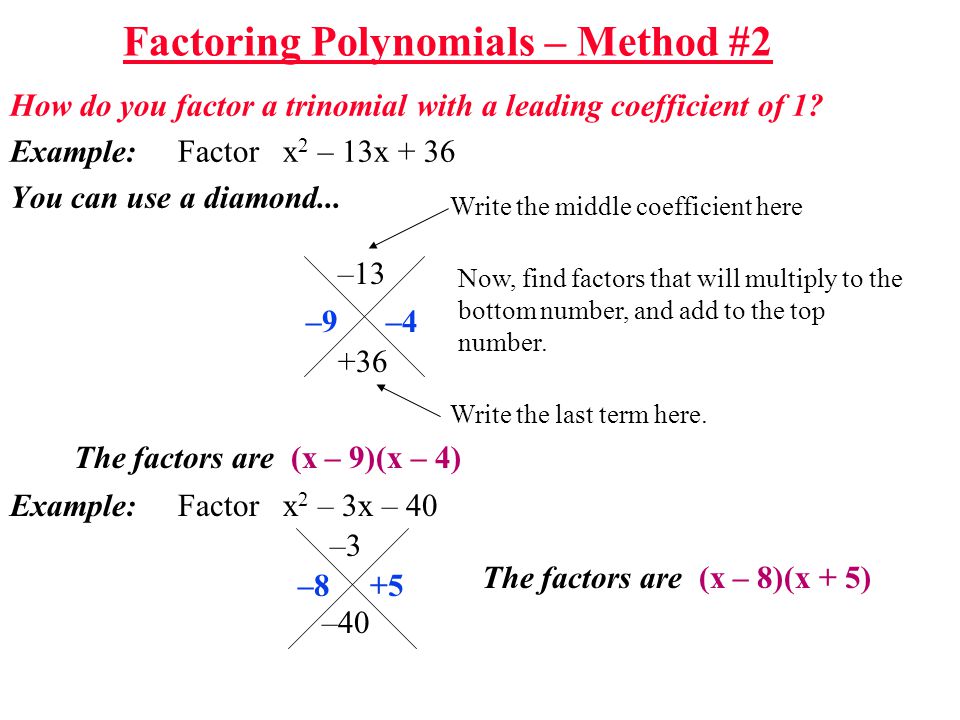 Factoring Polynomials – Method #2
How do you factor a trinomial with a leading coefficient of 1?
Example: Factor x² – 13x + 36
You can use a diamond...
Write the middle coefficient here
–13
Now, find factors that will multiply to the
bottom number, and add to the top
number.
–9 –4
+36
Write the last term here.
The factors are (x – 9)(x – 4)
Example: Factor x² – 3x – 40
–3
–8 +5
–40
The factors are (x – 8)(x + 5)